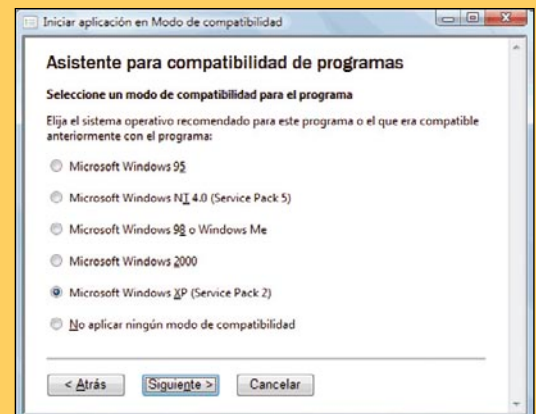 Iniciar aplicación en Modo de compatibilidad
Asistente para compatibilidad de programas
Seleccione un modo de compatibilidad para el programa
Elija el sistema operativo recomendado para este programa o el que era compatible
anteriormente con el programa:
Microsoft Windows 95
Microsoft Windows NT 4.0 (Service Pack 5)
Microsoft Windows 98 o Windows Me
Microsoft Windows 2000
Microsoft Windows XP (Service Pack 2)
No aplicar ningún modo de compatibilidad
< Atrás Siguiente > Cancelar